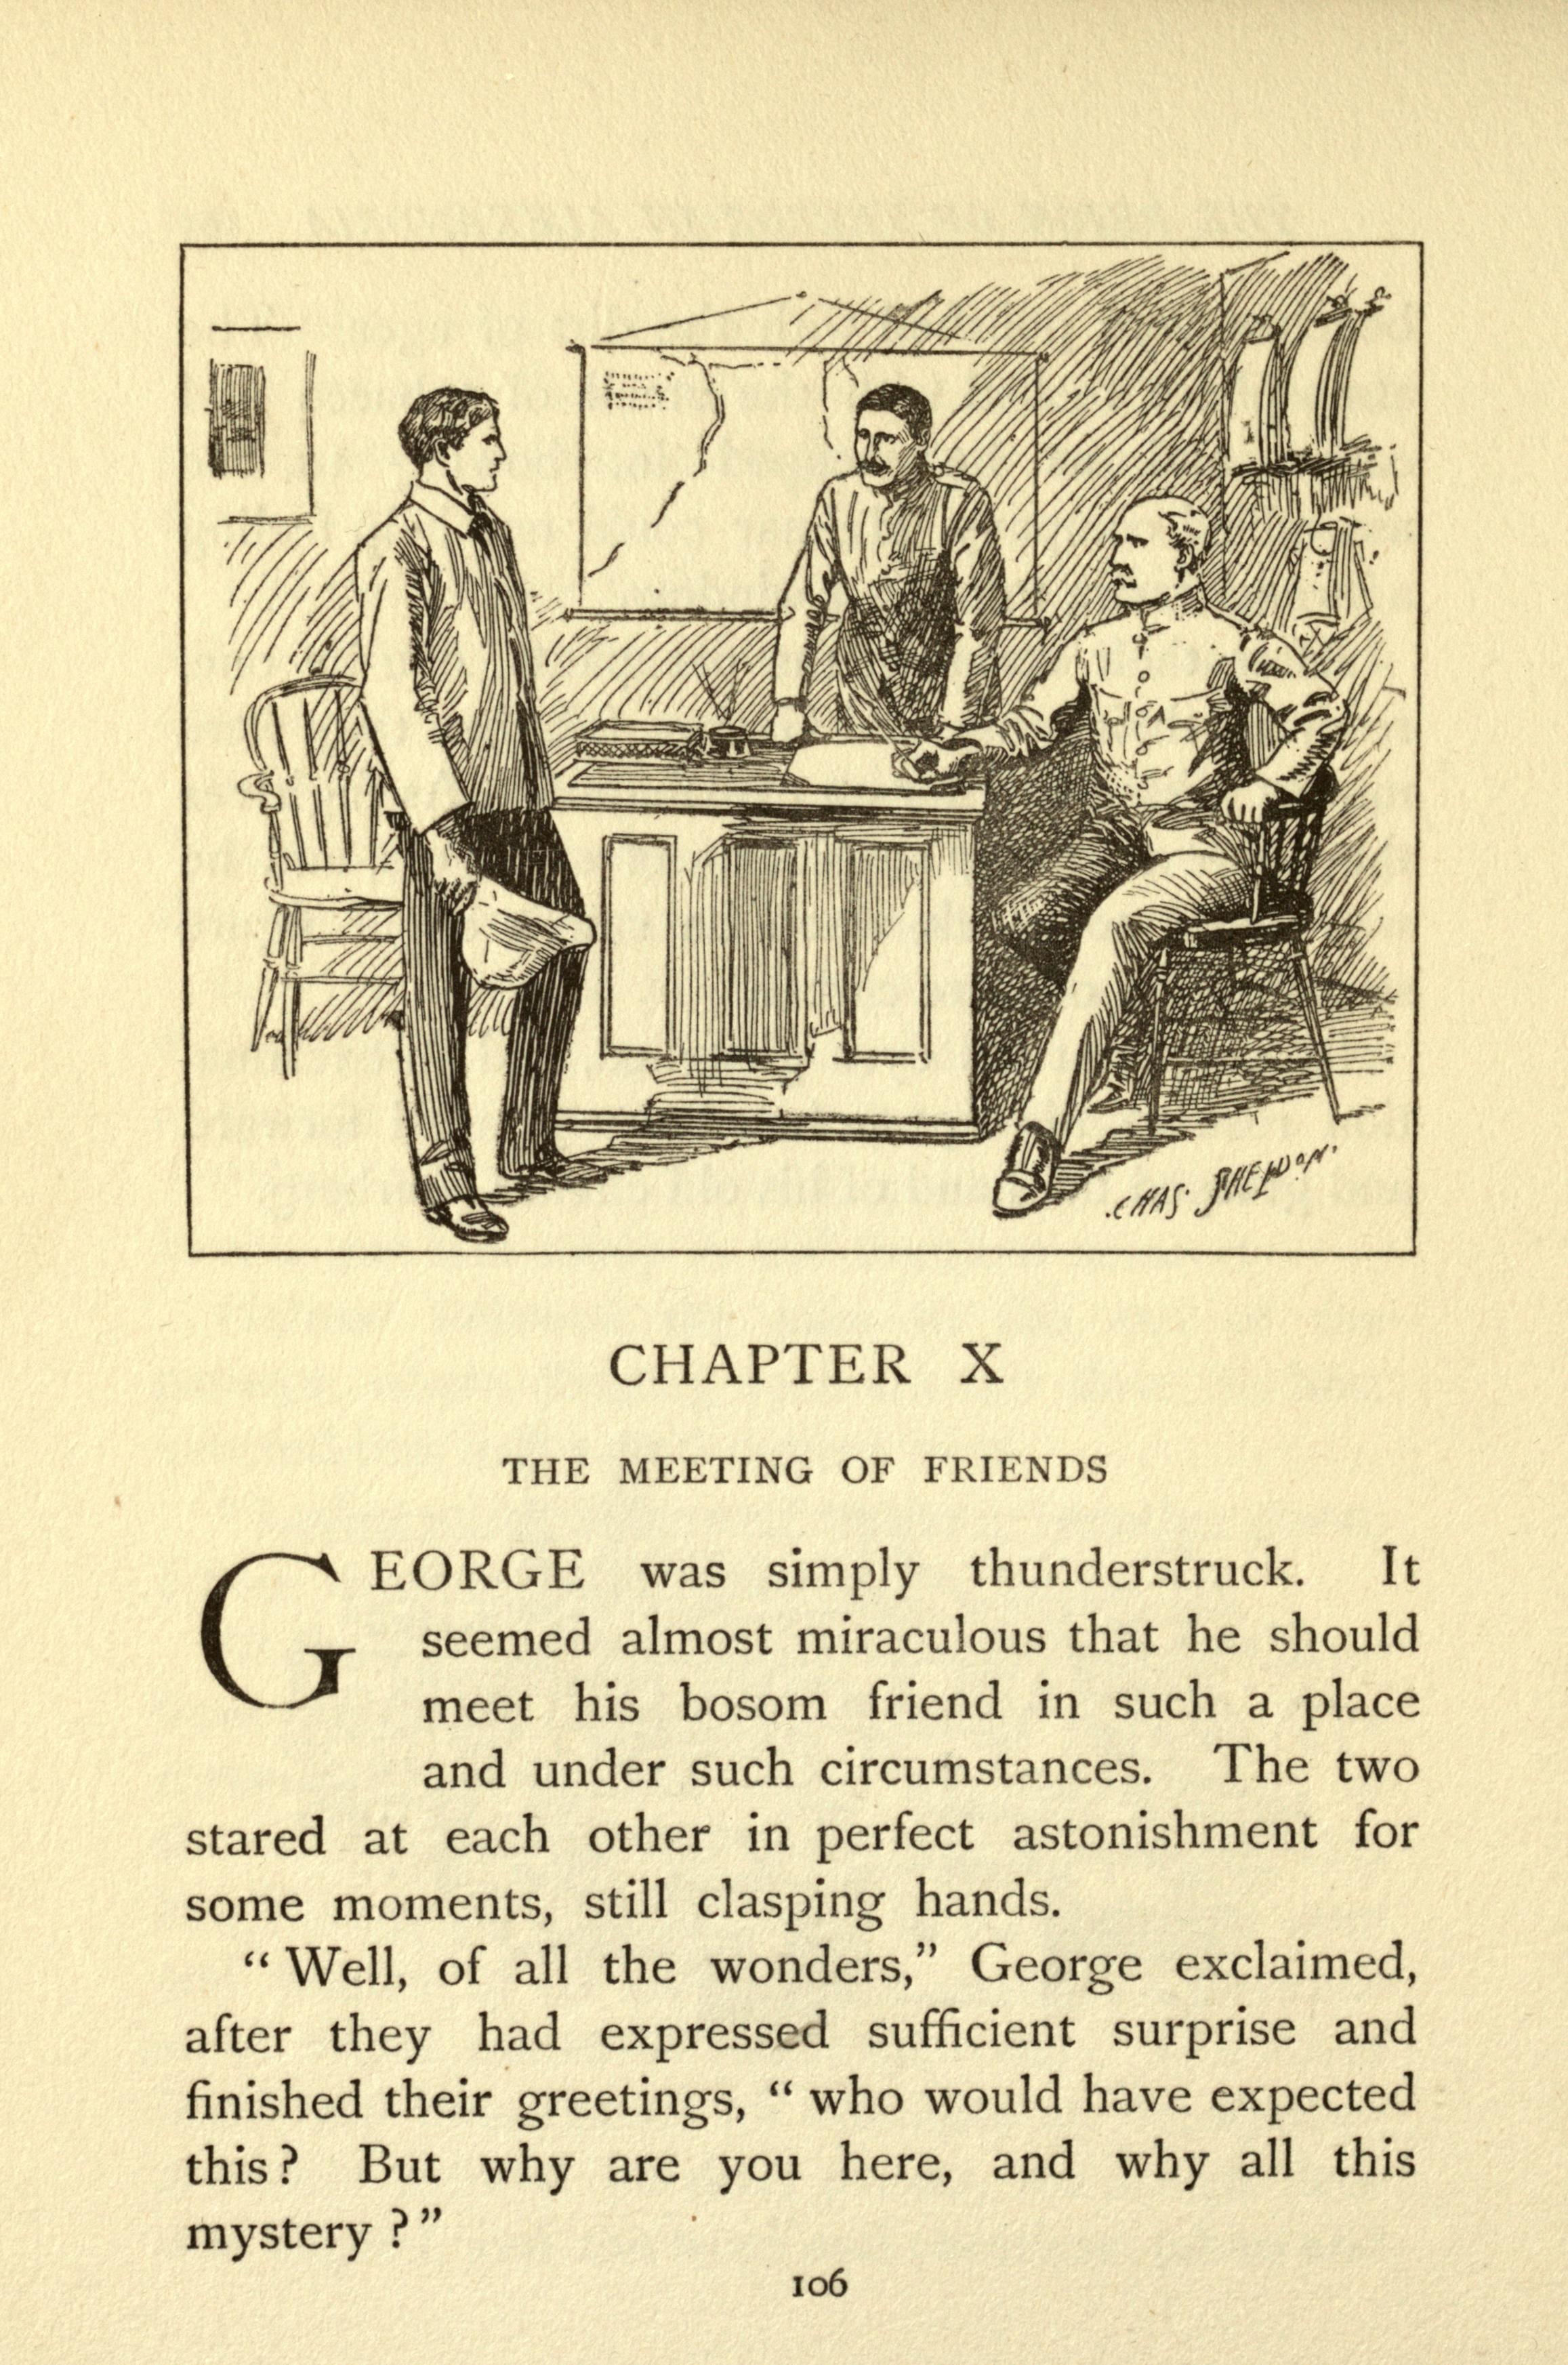 CHAS. SHELDON.
CHAPTER X
THE MEETING OF FRIENDS
GEORGE was simply thunderstruck. It
seemed almost miraculous that he should
meet his bosom friend in such a place
and under such circumstances. The two
stared at each other in perfect astonishment for
some moments, still clasping hands.
“ Well, of all the wonders,” George exclaimed,
after they had expressed sufficient surprise and
finished their greetings, “ who would have expected
this ? But why are you here, and why all this
mystery ? ”
106